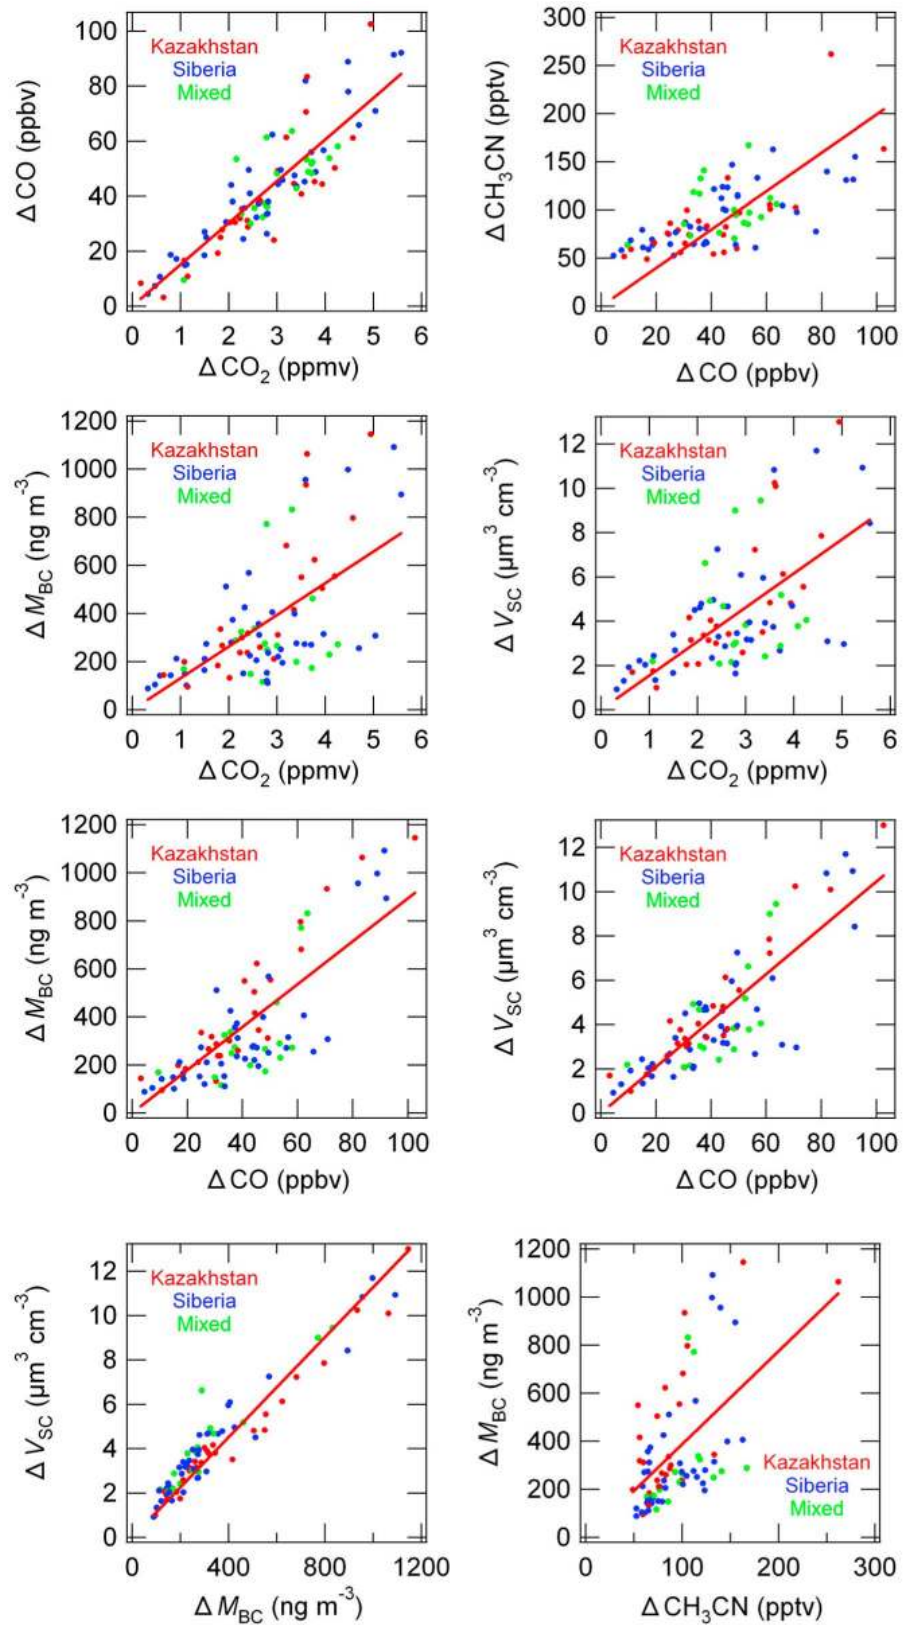 100
80
60
40
20
0
Δ CO (ppbv)
Kazakhstan
Siberia
Mixed
0 1 2 3 4 5 6
Δ CO₂ (ppmv)
300
250
200
150
100
50
0
Δ CH₃CN (pptv)
Kazakhstan
Siberia
Mixed
0 20 40 60 80 100
Δ CO (ppbv)
1200
1000
800
600
400
200
0
Δ M_BC (ng m⁻³)
Kazakhstan
Siberia
Mixed
0 1 2 3 4 5 6
Δ CO₂ (ppmv)
12
10
8
6
4
2
0
Δ V_SC (µm³ cm⁻³)
Kazakhstan
Siberia
Mixed
0 1 2 3 4 5 6
Δ CO₂ (ppmv)
1200
1000
800
600
400
200
0
Δ M_BC (ng m⁻³)
Kazakhstan
Siberia
Mixed
0 20 40 60 80 100
Δ CO (ppbv)
12
10
8
6
4
2
0
Δ V_SC (µm³ cm⁻³)
Kazakhstan
Siberia
Mixed
0 20 40 60 80 100
Δ CO (ppbv)
12
10
8
6
4
2
0
Δ V_SC (µm³ cm⁻³)
Kazakhstan
Siberia
Mixed
0 400 800 1200
Δ M_BC (ng m⁻³)
1200
1000
800
600
400
200
0
Δ M_BC (ng m⁻³)
Kazakhstan
Siberia
Mixed
0 100 200 300
Δ CH₃CN (pptv)